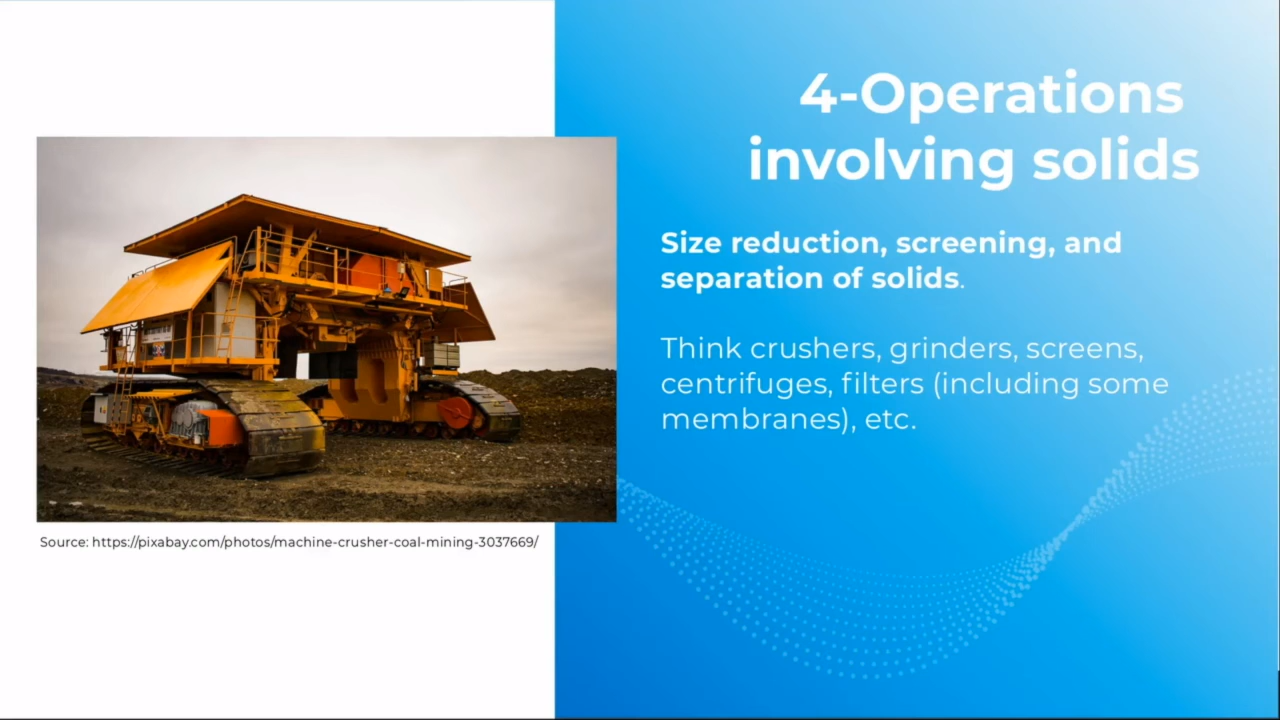 4-Operations
involving solids
Size reduction, screening, and
separation of solids.
Think crushers, grinders, screens,
centrifuges, filters (including some
membranes), etc.
Source: https://pixabay.com/photos/machine-crusher-coal-mining-3037669/